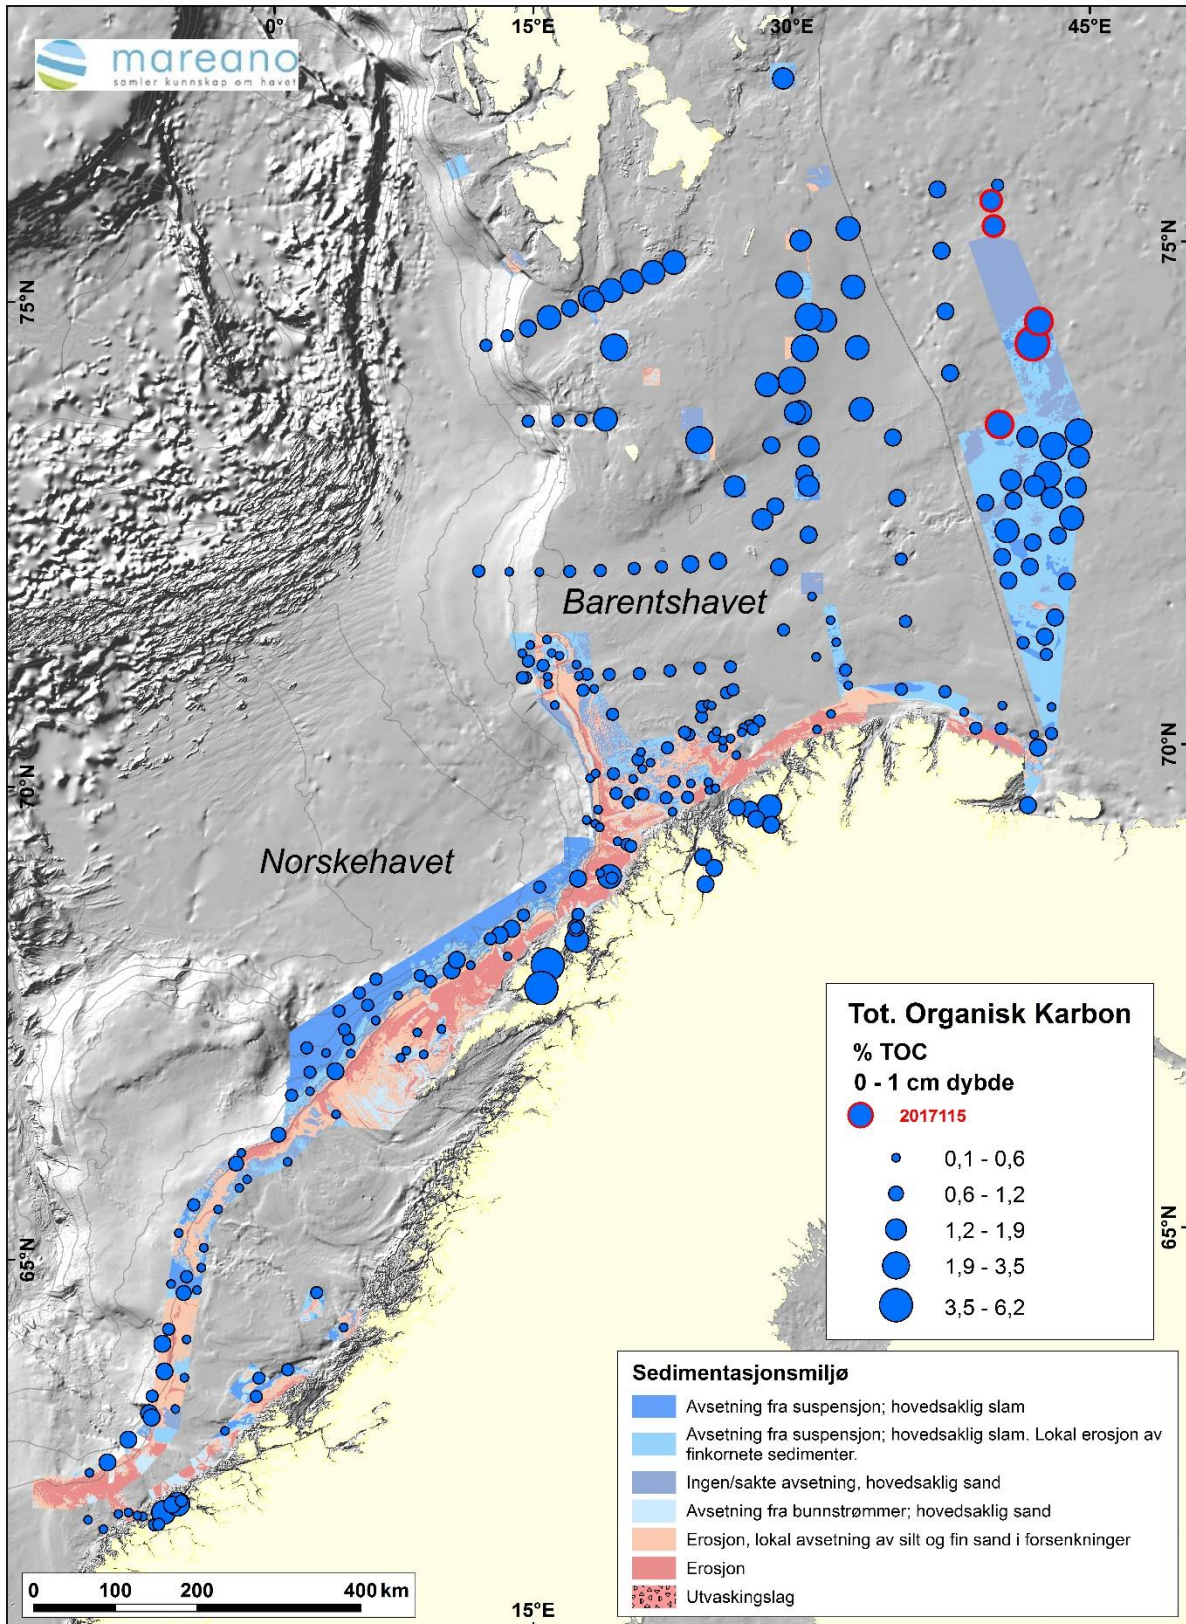 0°
15°E
30°E
45°E
mareano
samler kunnskap om havet
75°N
75°N
Barentshavet
70°N
70°N
Norskehavet
65°N
65°N
Tot. Organisk Karbon
% TOC
0 - 1 cm dybde
2017115
0,1 - 0,6
0,6 - 1,2
1,2 - 1,9
1,9 - 3,5
3,5 - 6,2
Sedimentasjonsmiljø
Avsetning fra suspensjon; hovedsaklig slam
Avsetning fra suspensjon; hovedsaklig slam. Lokal erosjon av
finkornete sedimenter.
Ingen/sakte avsetning, hovedsaklig sand
Avsetning fra bunnstrømmer; hovedsaklig sand
Erosjon, lokal avsetning av silt og fin sand i forsenkninger
Erosjon
Utvaskingslag
0 100 200 400 km
15°E